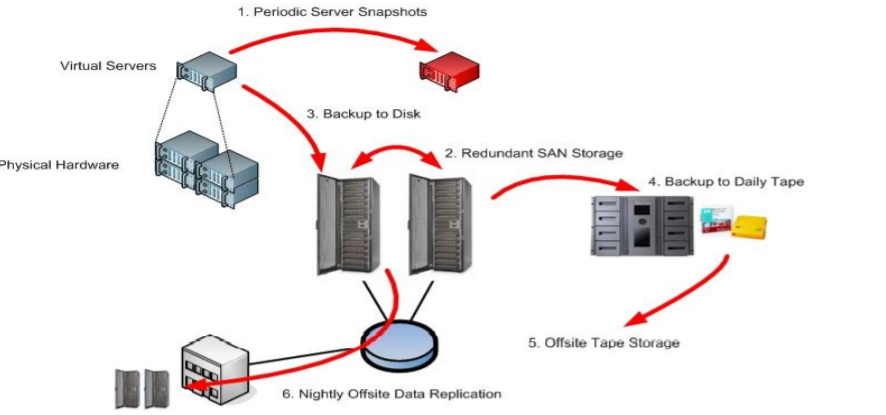 1. Periodic Server Snapshots
Virtual Servers
3. Backup to Disk
2. Redundant SAN Storage
Physical Hardware
4. Backup to Daily Tape
5. Offsite Tape Storage
6. Nightly Offsite Data Replication